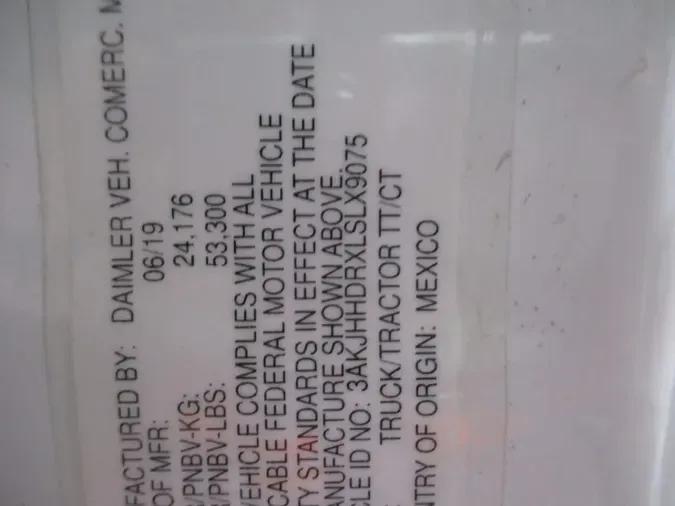 FACTURED BY: DAIMLER VEH. COMERC. M
OF MFR: 06/19
/PNBV-KG: 24,176
/PNBV-LBS: 53,300
VEHICLE COMPLIES WITH ALL
CABLE FEDERAL MOTOR VEHICLE
TY STANDARDS IN EFFECT AT THE DATE
ANUFACTURE SHOWN ABOVE.
CLE ID NO: 3AKJHHDRXLSLX9075
TRUCK/TRACTOR TT/CT
NTRY OF ORIGIN: MEXICO